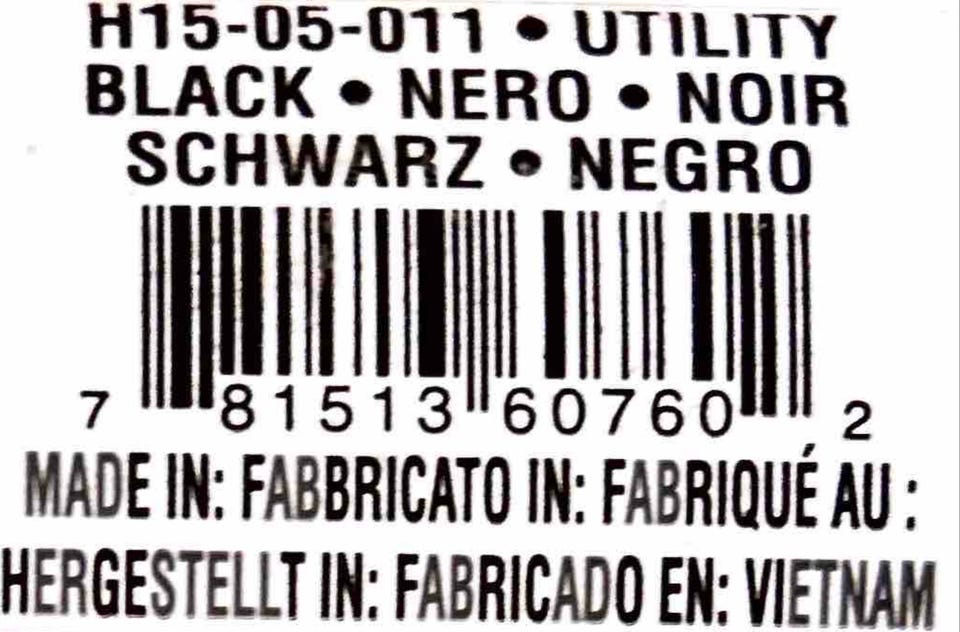 H15-05-011 • UTILITY
BLACK • NERO • NOIR
SCHWARZ • NEGRO
7 81513 60760 2
MADE IN: FABBRICATO IN: FABRIQUÉ AU :
HERGESTELLT IN: FABRICADO EN: VIETNAM